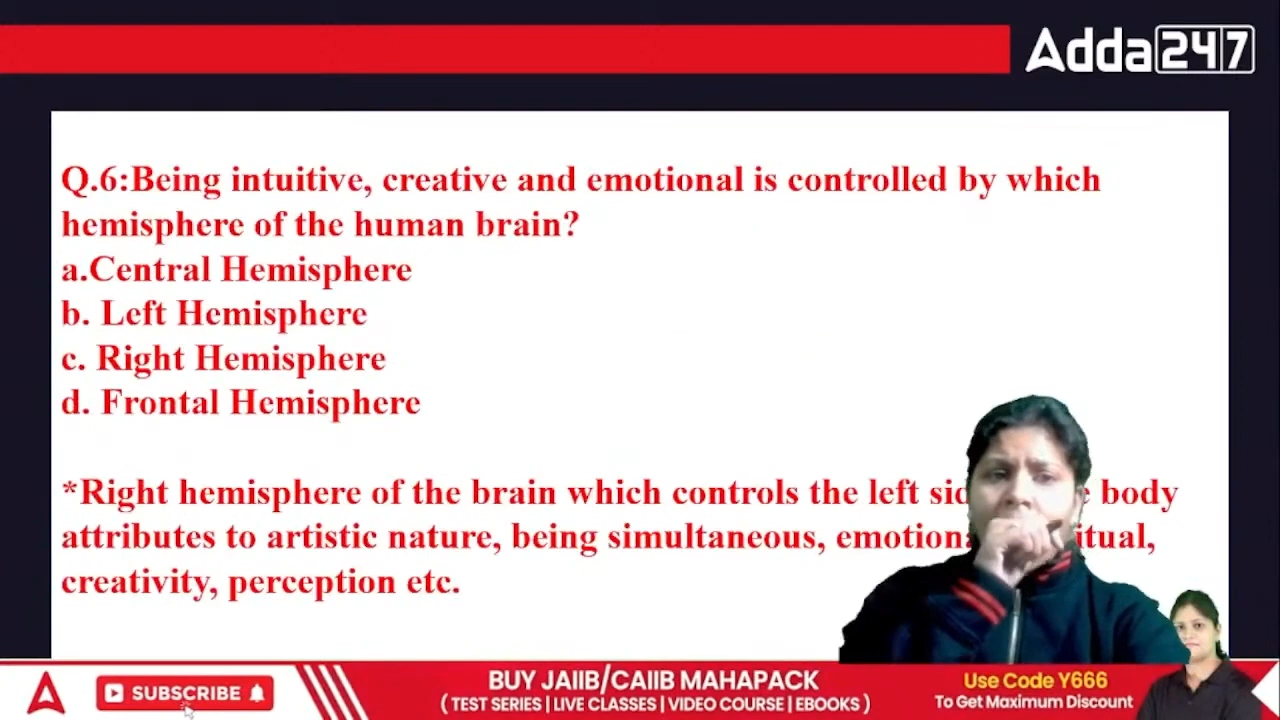 Adda247
Q.6:Being intuitive, creative and emotional is controlled by which
hemisphere of the human brain?
a.Central Hemisphere
b. Left Hemisphere
c. Right Hemisphere
d. Frontal Hemisphere
*Right hemisphere of the brain which controls the left body
attributes to artistic nature, being simultaneous,
creativity, perception etc.
SUBSCRIBE
BUY JAIIB/CAIIB MAHAPACK
( TEST SERIES | LIVE CLASSES | VIDEO COURSE | EBOOKS )
Use Code Y666
To Get Maximum Discount